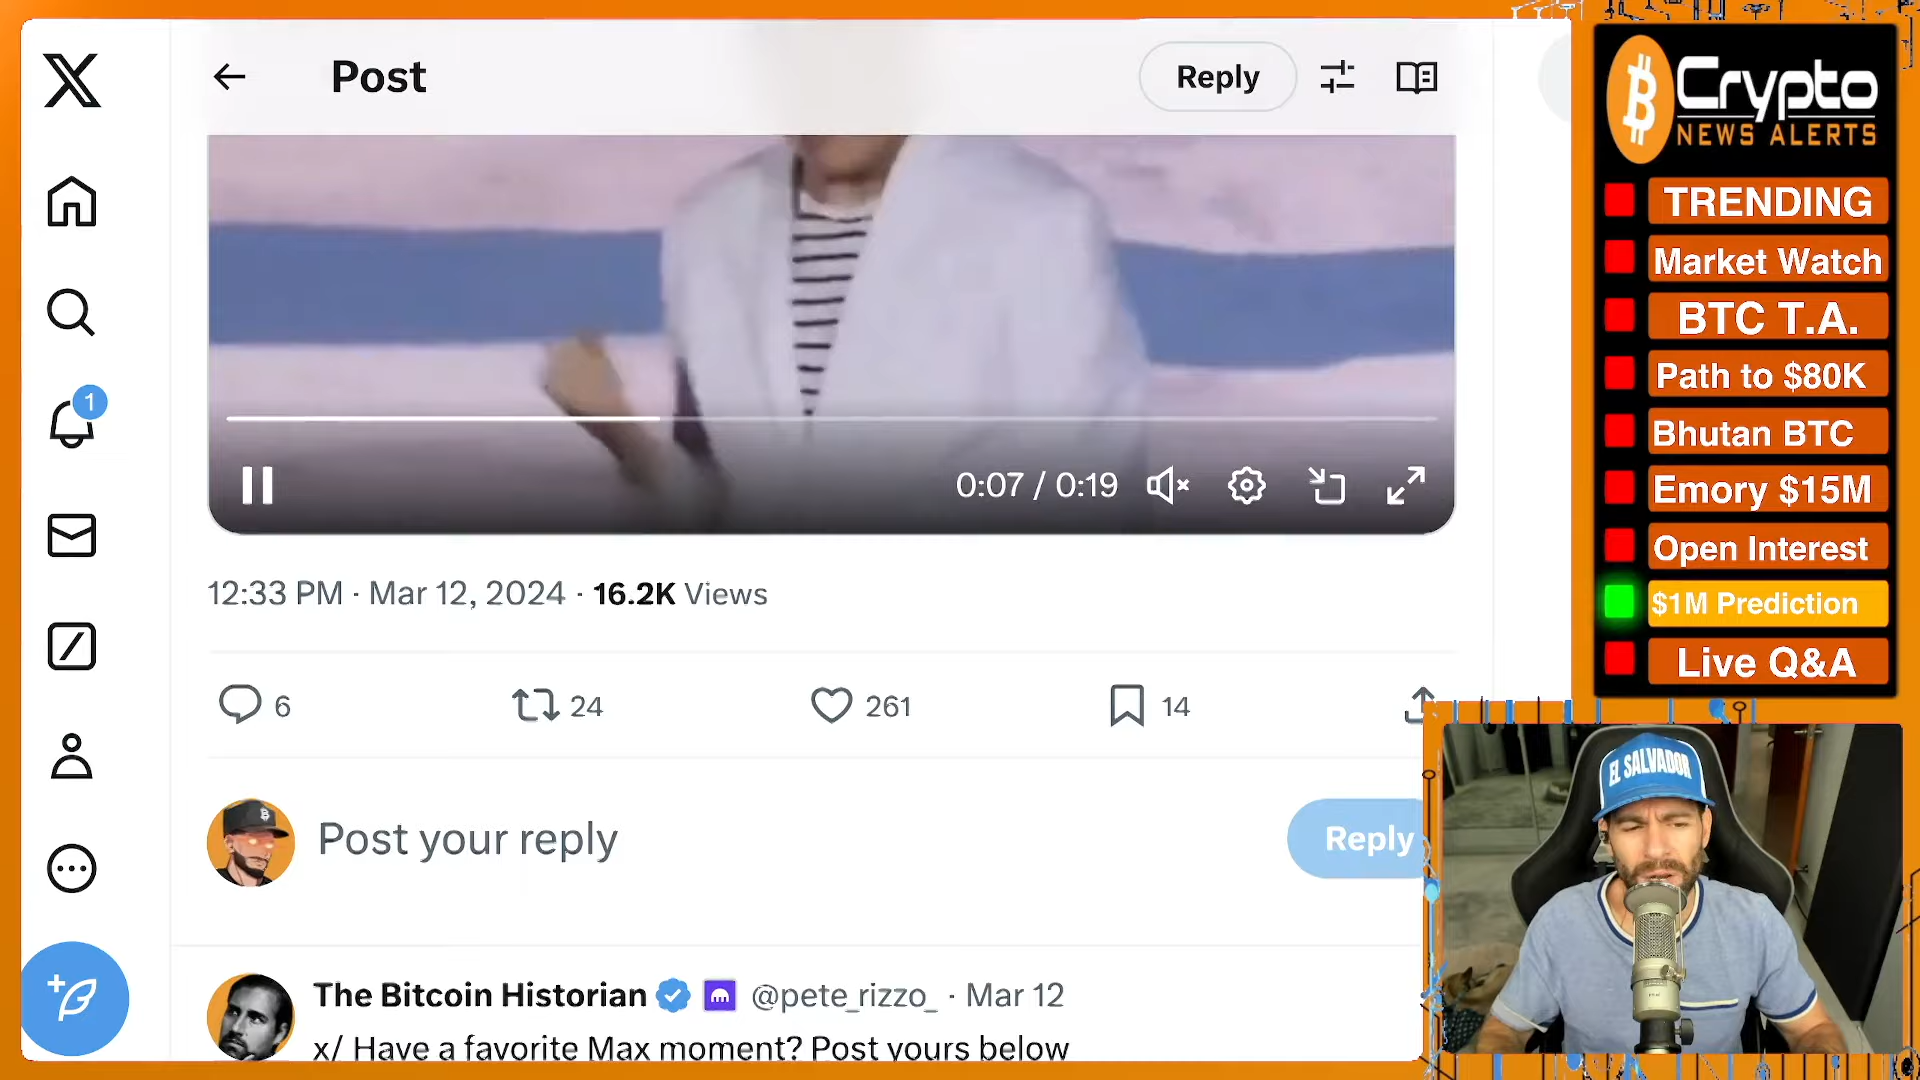 Post
Reply
1
0:07 / 0:19
12:33 PM · Mar 12, 2024 · 16.2K Views
6
24
261
14
Post your reply
Reply
The Bitcoin Historian @pete_rizzo_ · Mar 12
x/ Have a favorite Max moment? Post yours below
Crypto
NEWS ALERTS
TRENDING
Market Watch
BTC T.A.
Path to $80K
Bhutan BTC
Emory $15M
Open Interest
$1M Prediction
Live Q&A
EL SALVADOR